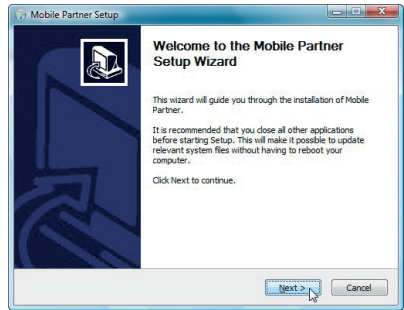 Mobile Partner Setup
Welcome to the Mobile Partner
Setup Wizard
This wizard will guide you through the installation of Mobile
Partner.
It is recommended that you close all other applications
before starting Setup. This will make it possible to update
relevant system files without having to reboot your
computer.
Click Next to continue.
Next >
Cancel